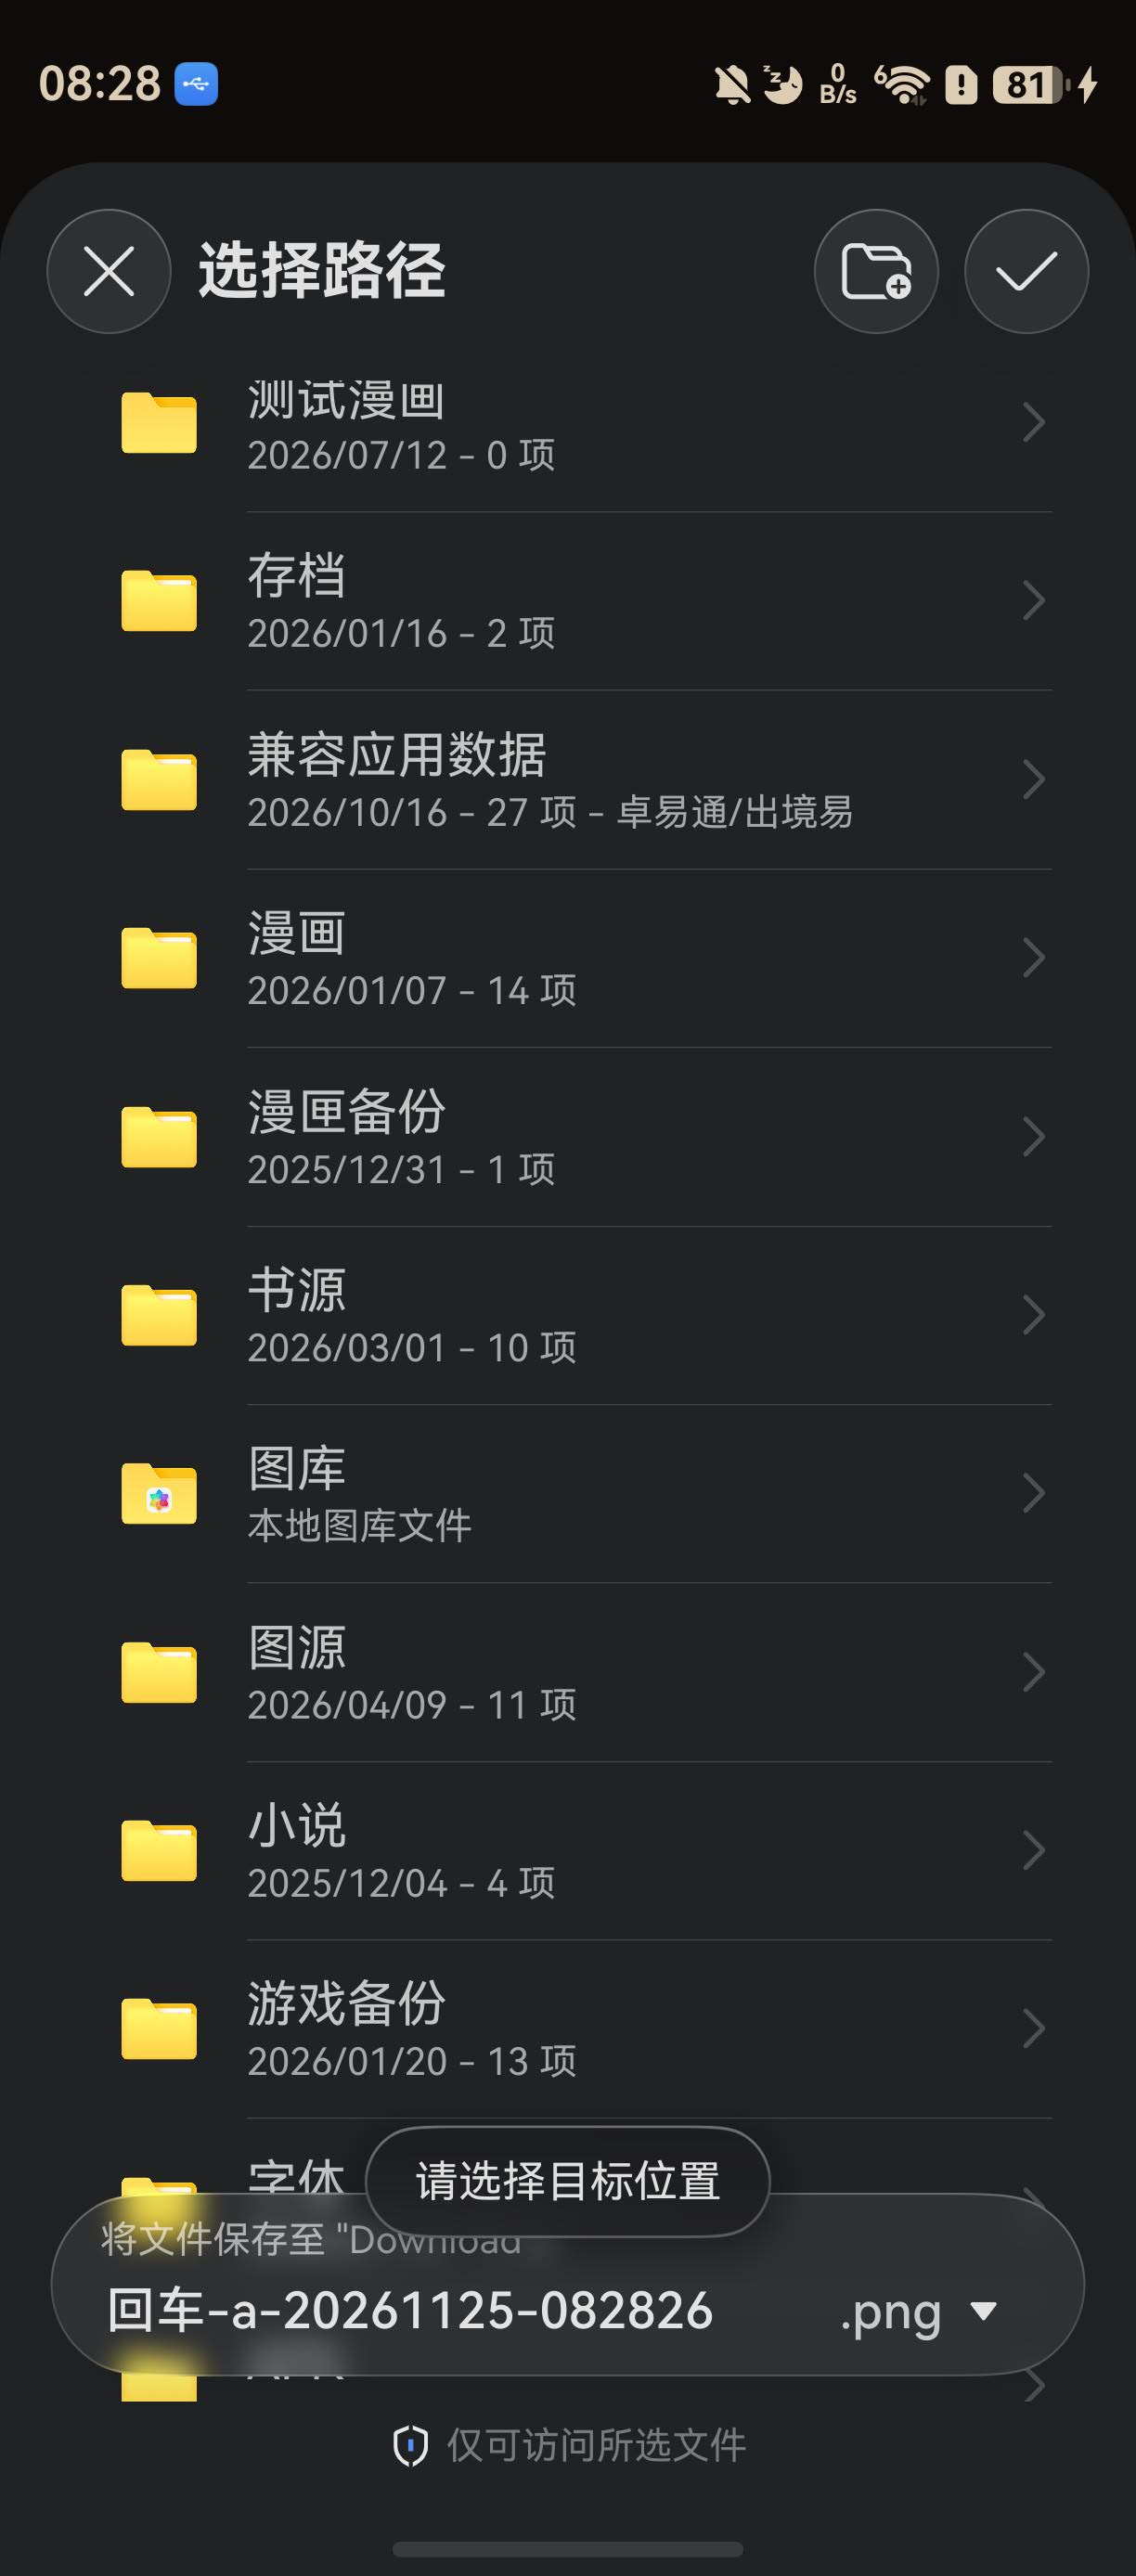 08:28
0
B/s
6
81
选择路径
测试漫画
2026/07/12 - 0 项
存档
2026/01/16 - 2 项
兼容应用数据
2026/10/16 - 27 项 - 卓易通/出境易
漫画
2026/01/07 - 14 项
漫匣备份
2025/12/31 - 1 项
书源
2026/03/01 - 10 项
图库
本地图库文件
图源
2026/04/09 - 11 项
小说
2025/12/04 - 4 项
游戏备份
2026/01/20 - 13 项
字体
请选择目标位置
将文件保存至 "Download
回车-a-20261125-082826
.png
仅可访问所选文件